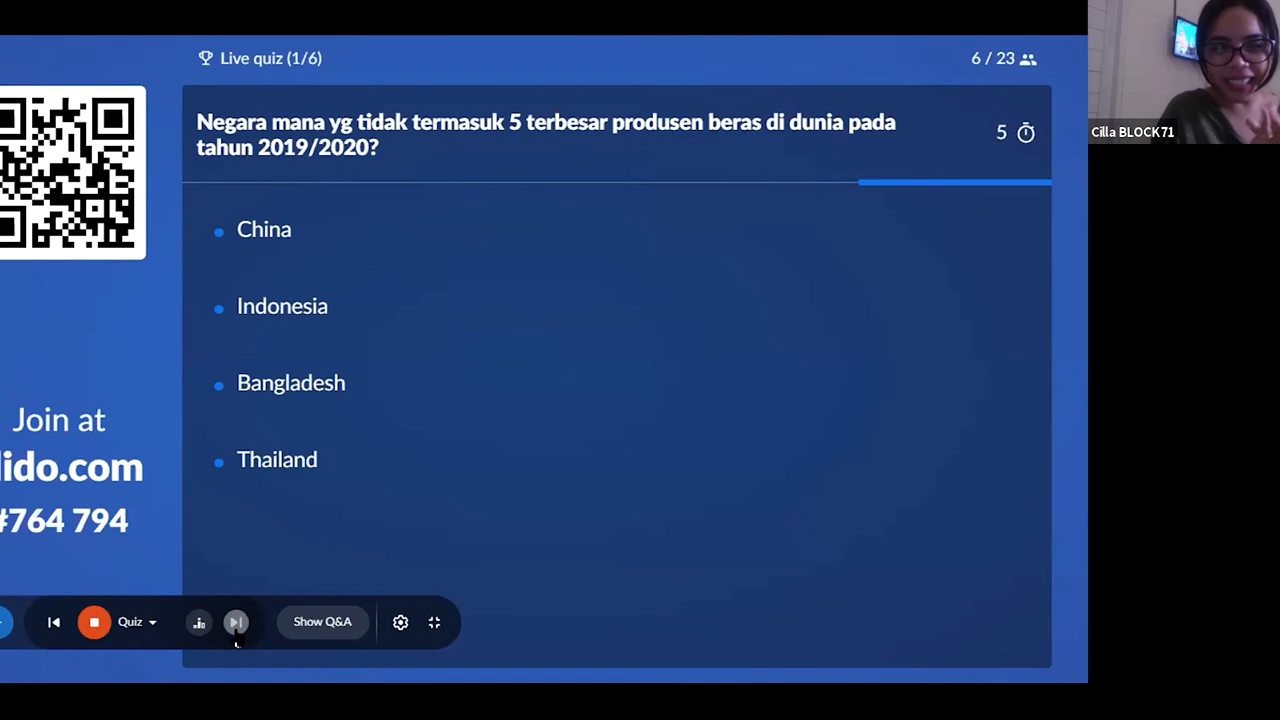 Live quiz (1/6)
6 / 23
Negara mana yg tidak termasuk 5 terbesar produsen beras di dunia pada
tahun 2019/2020?
5
China
Indonesia
Bangladesh
Thailand
Join at
lido.com
#764 794
Quiz
Show Q&A
Cilla BLOCK71